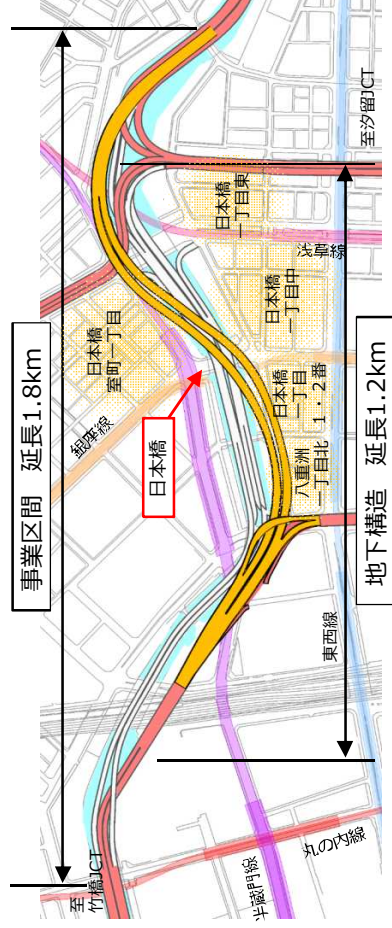 事業区間 延長1.8km
至
竹橋JCT
銀座線
日本橋
室町一丁目
日本橋
日本橋
一丁目東
浅草線
日本橋
一丁目中
日本橋
一丁目
1・2番
八重洲
一丁目北
至汐留JCT
東西線
半蔵門線
丸の内線
地下構造 延長1.2km